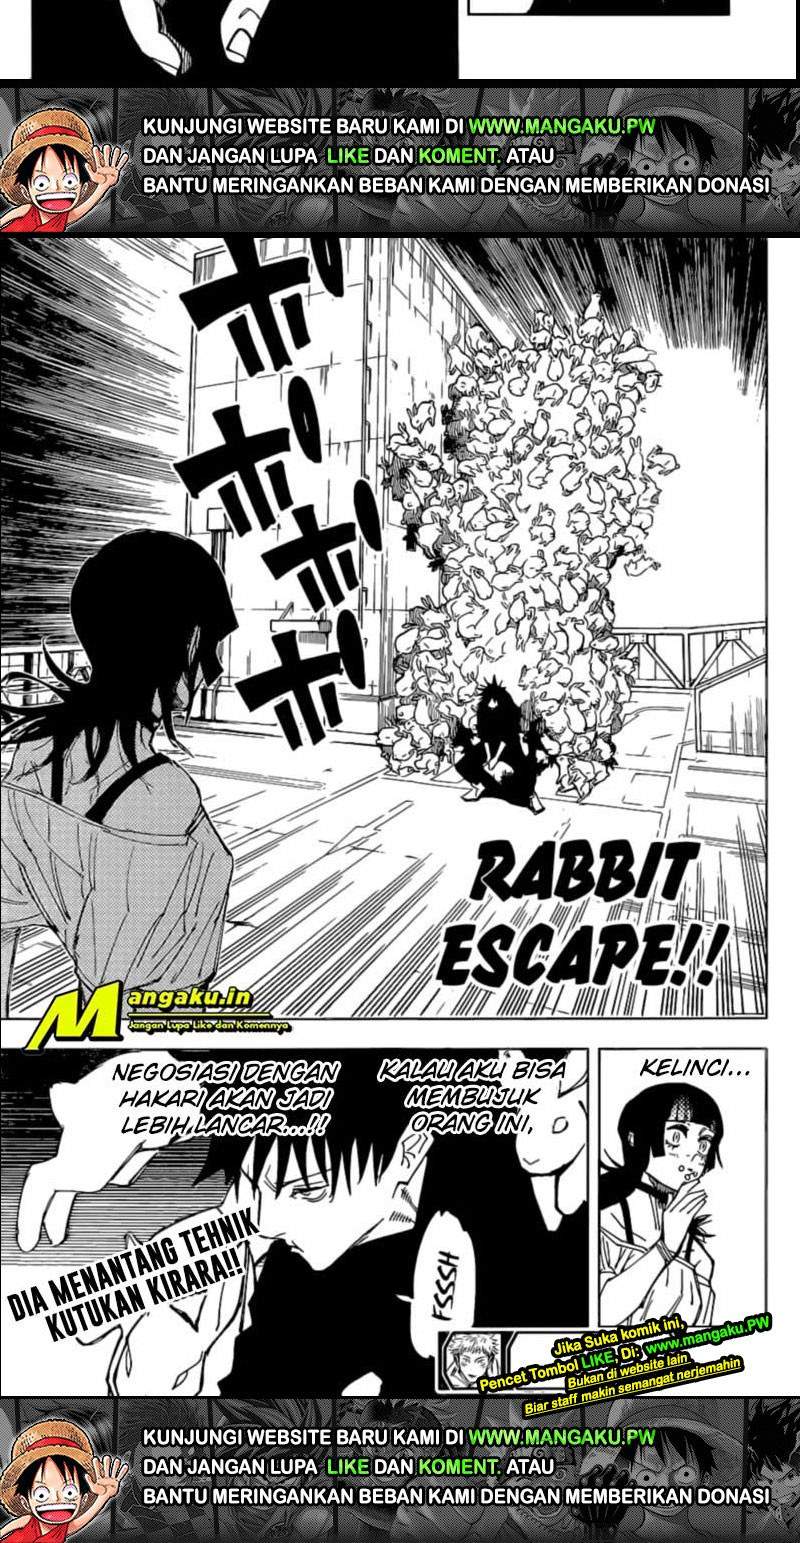 KUNJUNGI WEBSITE BARU KAMI DI WWW.MANGAKU.PW
DAN JANGAN LUPA LIKE DAN KOMENT. ATAU
BANTU MERINGANKAN BEBAN KAMI DENGAN MEMBERIKAN DONASI
ポ
ポ
ポ
ポ
RABBIT
ESCAPE!!
Mangaku.in
Jangan Lupa Like dan Komennya
KELINCI...
KALAU AKU BISA
MEMBUJUK
ORANG INI,
NEGOSIASI DENGAN
HAKARI AKAN JADI
LEBIH LANCAR...!!
FSSSH
DIA MENANTANG TEHNIK
KUTUKAN KIRARA!!
Jika Suka komik ini,
Pencet Tombol LIKE, Di: www.mangaku.PW
Bukan di website lain
Biar staff makin semangat nerjemahin
KUNJUNGI WEBSITE BARU KAMI DI WWW.MANGAKU.PW
DAN JANGAN LUPA LIKE DAN KOMENT. ATAU
BANTU MERINGANKAN BEBAN KAMI DENGAN MEMBERIKAN DONASI